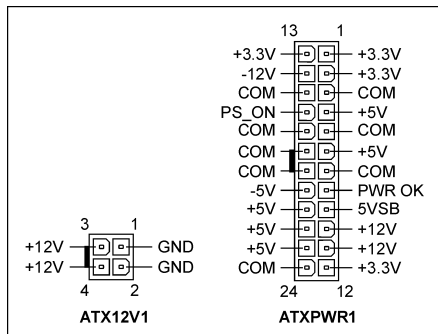 13 1
+3.3V +3.3V
-12V +3.3V
COM COM
PS_ON +5V
COM COM
COM +5V
COM COM
-5V PWR OK
+5V 5VSB
+5V +12V
+5V +12V
COM +3.3V
24 12
ATXPWR1
3 1
+12V GND
+12V GND
4 2
ATX12V1